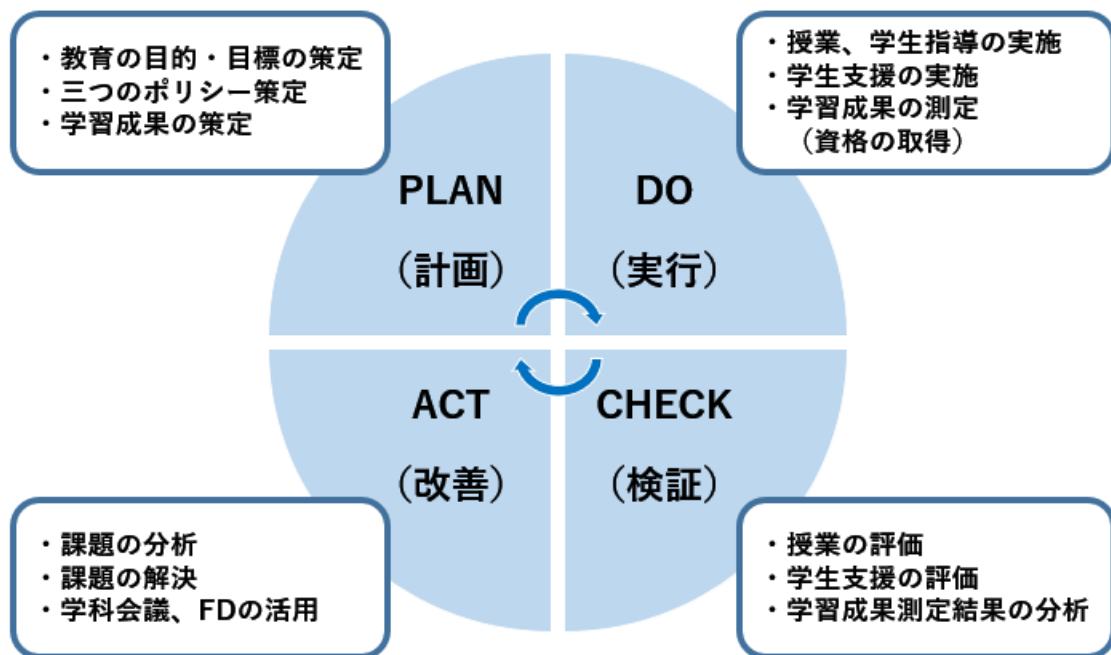 ・教育の目的・目標の策定
・三つのポリシー策定
・学習成果の策定
・授業、学生指導の実施
・学生支援の実施
・学習成果の測定
（資格の取得）
PLAN
（計画）
DO
（実行）
ACT
（改善）
CHECK
（検証）
・課題の分析
・課題の解決
・学科会議、FDの活用
・授業の評価
・学生支援の評価
・学習成果測定結果の分析